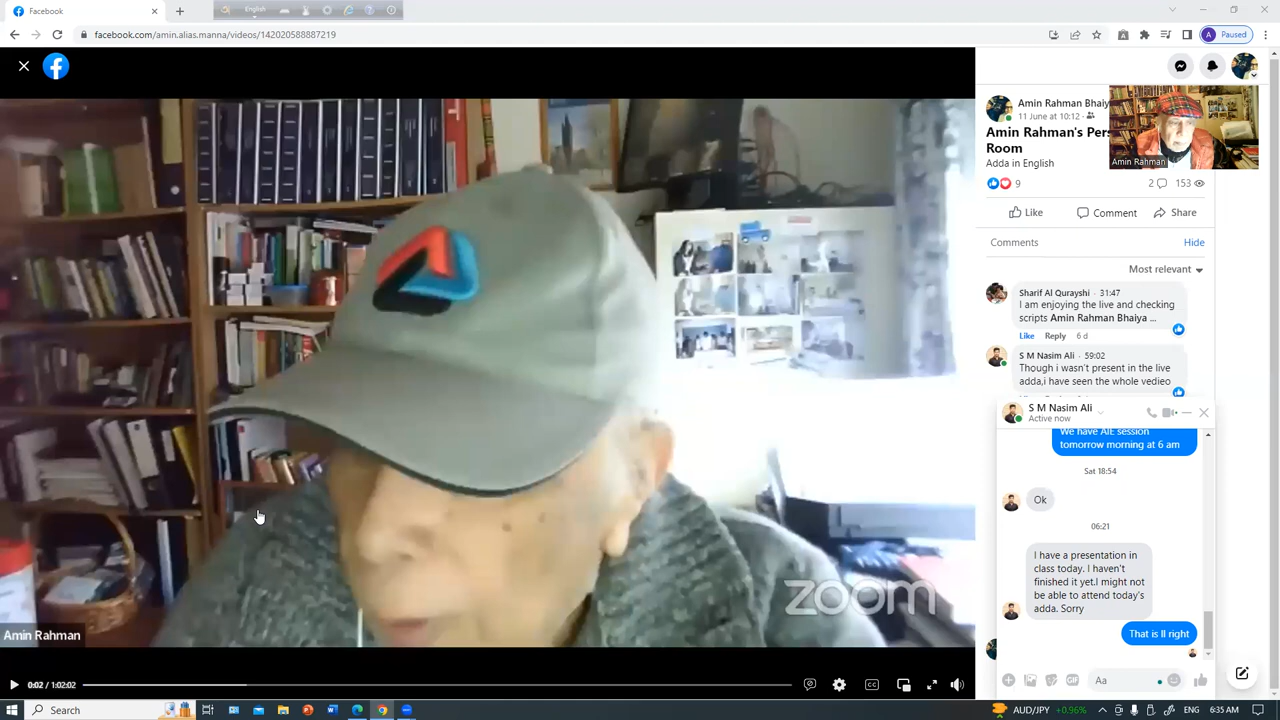 Facebook
English
Paused
facebook.com/amin.alias.manna/videos/142020588887219
Amin Rahman Bhaiy
11 June at 10:12
Amin Rahman's Pers
Room
Adda in English
Amin Rahman
9
2
153
Like
Comment
Share
Comments
Hide
Most relevant
Sharif Al Qurayshi · 31:47
I am enjoying the live and checking
scripts Amin Rahman Bhaiya ...
Like Reply 6 d
S M Nasim Ali · 59:02
Though i wasn't present in the live
adda,i have seen the whole vedieo
S M Nasim Ali
Active now
We have AIE session
tomorrow morning at 6 am
Sat 18:54
Ok
06:21
I have a presentation in
class today. I haven't
finished it yet.I might not
be able to attend today's
adda. Sorry
That is ll right
Aa
GIF
zoom
Amin Rahman
0:02 / 1:02:02
Search
AUD/JPY +0.96%
ENG
6:35 AM